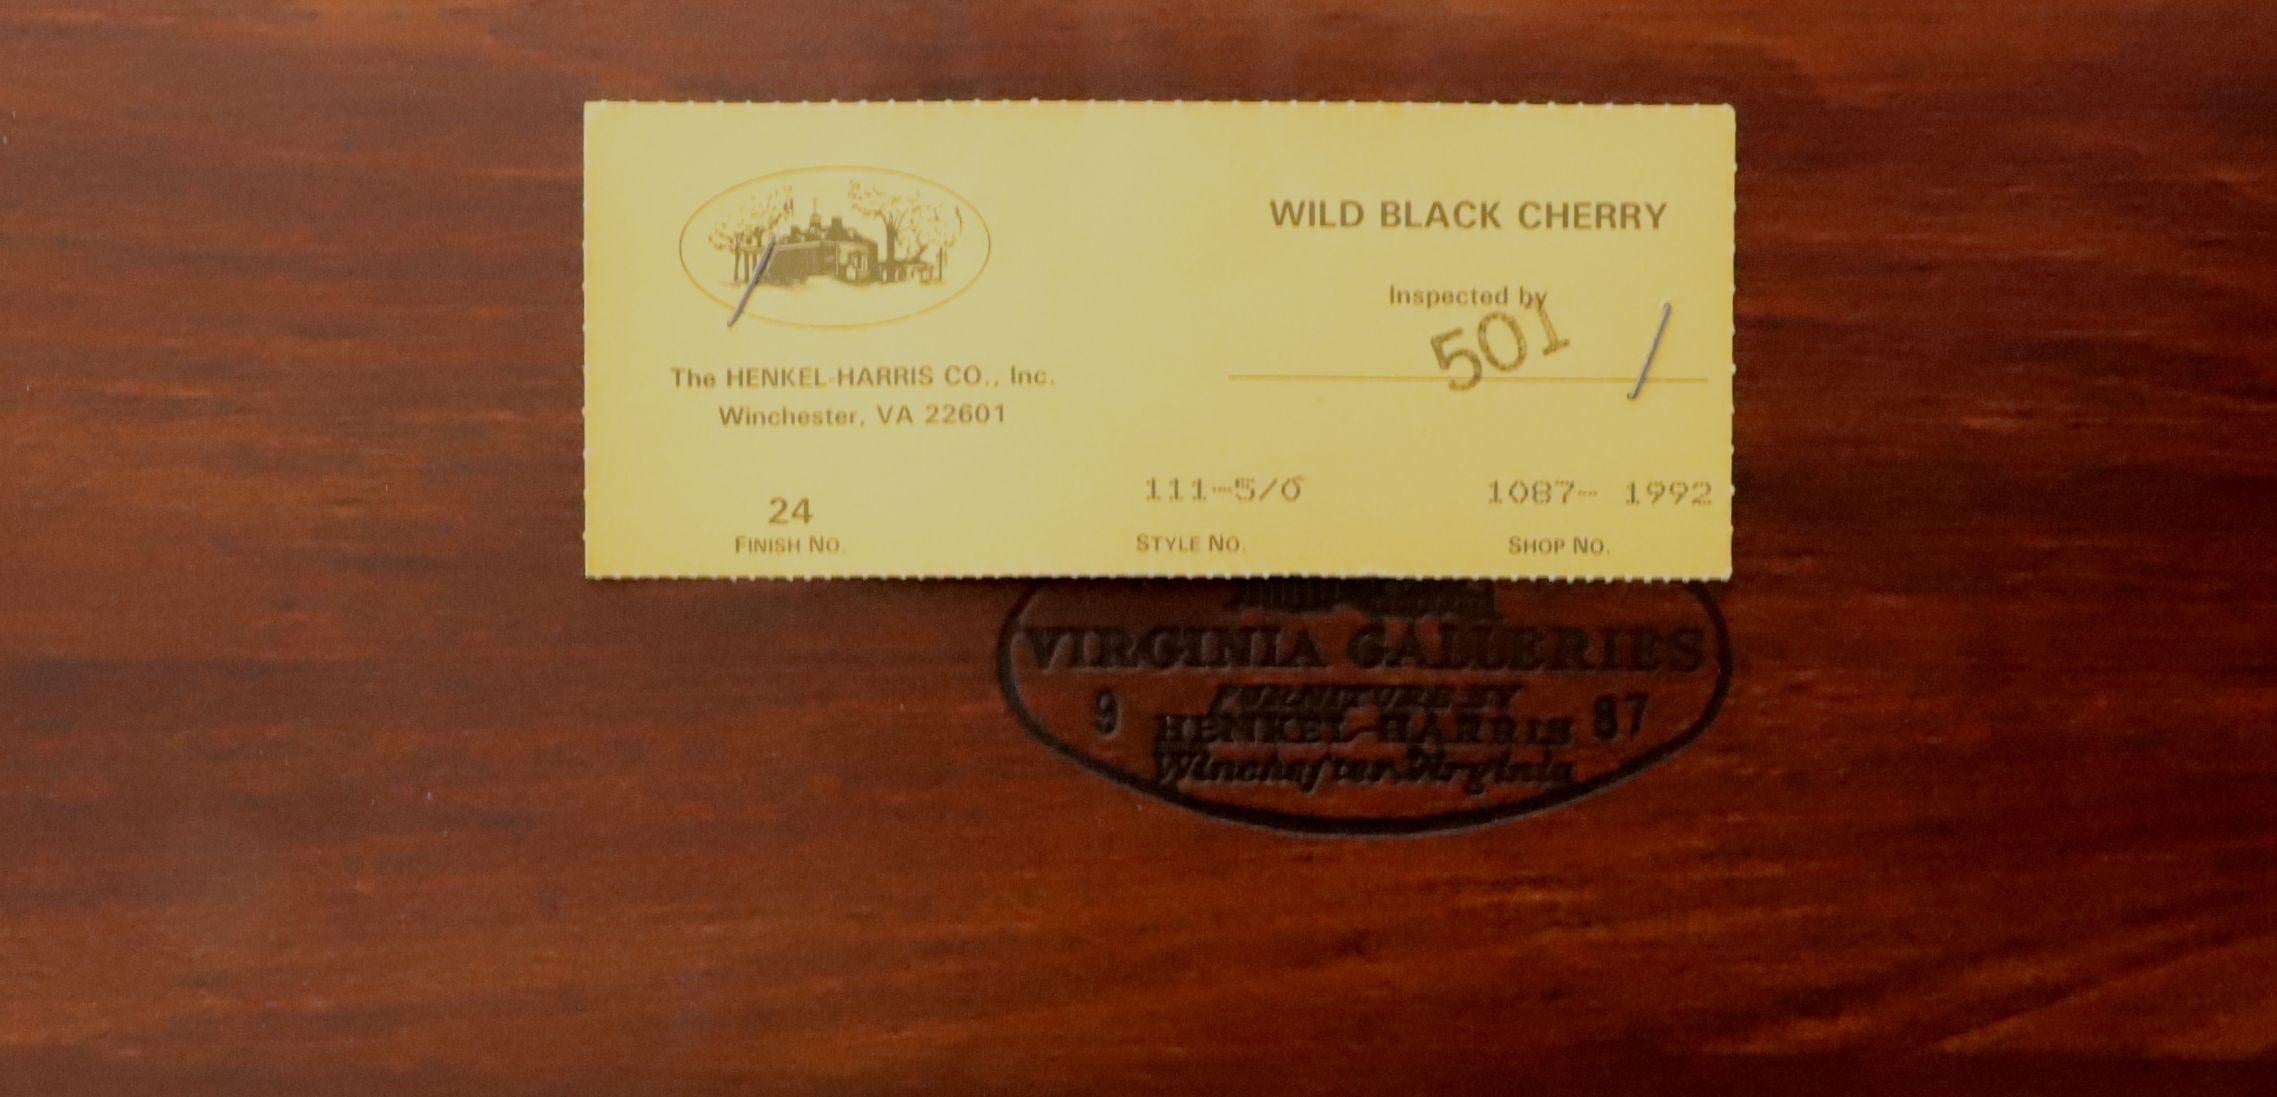 WILD BLACK CHERRY
Inspected by
501
The HENKEL-HARRIS CO., Inc.
Winchester, VA 22601
24
FINISH NO.
111-5/0
STYLE NO.
1087- 1992
SHOP NO.
VIRGINIA GALLERIES
9 87
FURNITURE BY
HENKEL-HARRIS
Winchester, Virginia